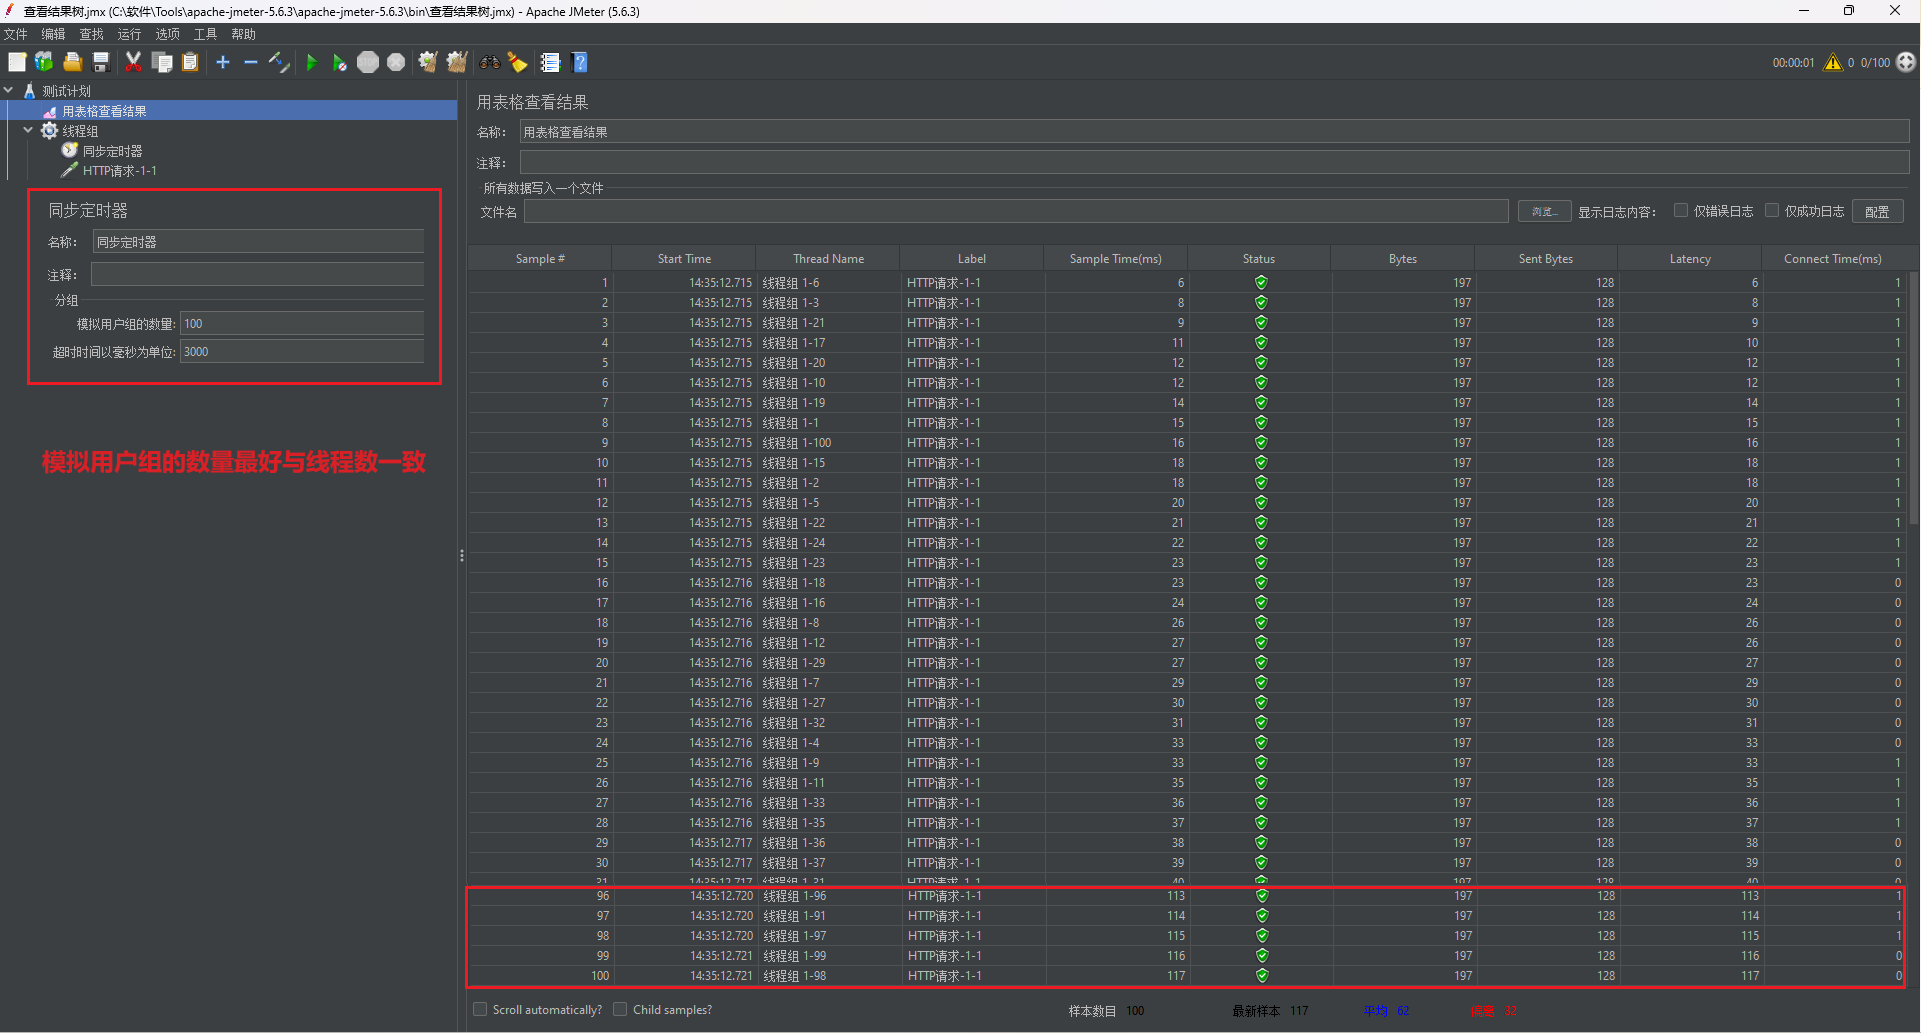 查看结果树.jmx (C:\软件\Tools\apache-jmeter-5.6.3\apache-jmeter-5.6.3\bin\查看结果树.jmx) - Apache JMeter (5.6.3)
文件 编辑 查找 运行 选项 工具 帮助
00:00:01 0 0/100
测试计划
用表格查看结果
线程组
同步定时器
HTTP请求-1-1
同步定时器
名称: 同步定时器
注释:
分组
模拟用户组的数量: 100
超时时间以毫秒为单位: 3000
模拟用户组的数量最好与线程数一致
用表格查看结果
名称: 用表格查看结果
注释:
所有数据写入一个文件
文件名 浏览... 显示日志内容: 仅错误日志 仅成功日志 配置
Sample # Start Time Thread Name Label Sample Time(ms) Status Bytes Sent Bytes Latency Connect Time(ms)
1 14:35:12.715 线程组 1-6 HTTP请求-1-1 6 197 128 6 1
2 14:35:12.715 线程组 1-3 HTTP请求-1-1 8 197 128 8 1
3 14:35:12.715 线程组 1-21 HTTP请求-1-1 9 197 128 9 1
4 14:35:12.715 线程组 1-17 HTTP请求-1-1 11 197 128 10 1
5 14:35:12.715 线程组 1-20 HTTP请求-1-1 12 197 128 12 1
6 14:35:12.715 线程组 1-10 HTTP请求-1-1 12 197 128 12 1
7 14:35:12.715 线程组 1-19 HTTP请求-1-1 14 197 128 14 1
8 14:35:12.715 线程组 1-1 HTTP请求-1-1 15 197 128 15 1
9 14:35:12.715 线程组 1-100 HTTP请求-1-1 16 197 128 16 1
10 14:35:12.715 线程组 1-15 HTTP请求-1-1 18 197 128 18 1
11 14:35:12.715 线程组 1-2 HTTP请求-1-1 18 197 128 18 1
12 14:35:12.715 线程组 1-5 HTTP请求-1-1 20 197 128 20 1
13 14:35:12.715 线程组 1-22 HTTP请求-1-1 21 197 128 21 1
14 14:35:12.715 线程组 1-24 HTTP请求-1-1 22 197 128 22 1
15 14:35:12.715 线程组 1-23 HTTP请求-1-1 23 197 128 23 1
16 14:35:12.716 线程组 1-18 HTTP请求-1-1 23 197 128 23 0
17 14:35:12.716 线程组 1-16 HTTP请求-1-1 24 197 128 24 0
18 14:35:12.716 线程组 1-8 HTTP请求-1-1 26 197 128 26 0
19 14:35:12.716 线程组 1-12 HTTP请求-1-1 27 197 128 26 0
20 14:35:12.716 线程组 1-29 HTTP请求-1-1 27 197 128 27 0
21 14:35:12.716 线程组 1-7 HTTP请求-1-1 29 197 128 29 0
22 14:35:12.716 线程组 1-27 HTTP请求-1-1 30 197 128 30 0
23 14:35:12.716 线程组 1-32 HTTP请求-1-1 31 197 128 31 0
24 14:35:12.716 线程组 1-4 HTTP请求-1-1 33 197 128 33 0
25 14:35:12.716 线程组 1-9 HTTP请求-1-1 33 197 128 33 1
26 14:35:12.716 线程组 1-11 HTTP请求-1-1 35 197 128 35 1
27 14:35:12.716 线程组 1-33 HTTP请求-1-1 36 197 128 36 1
28 14:35:12.716 线程组 1-35 HTTP请求-1-1 37 197 128 37 1
29 14:35:12.717 线程组 1-36 HTTP请求-1-1 38 197 128 38 0
30 14:35:12.717 线程组 1-37 HTTP请求-1-1 39 197 128 39 0
31 14:35:12.717 线程组 1-31 HTTP请求-1-1 40 197 128 40 0
96 14:35:12.720 线程组 1-96 HTTP请求-1-1 113 197 128 113 1
97 14:35:12.720 线程组 1-91 HTTP请求-1-1 114 197 128 114 1
98 14:35:12.720 线程组 1-97 HTTP请求-1-1 115 197 128 115 1
99 14:35:12.721 线程组 1-99 HTTP请求-1-1 116 197 128 116 0
100 14:35:12.721 线程组 1-98 HTTP请求-1-1 117 197 128 117 0
Scroll automatically? Child samples? 样本数目 100 最新样本 117 平均 62 偏离 32